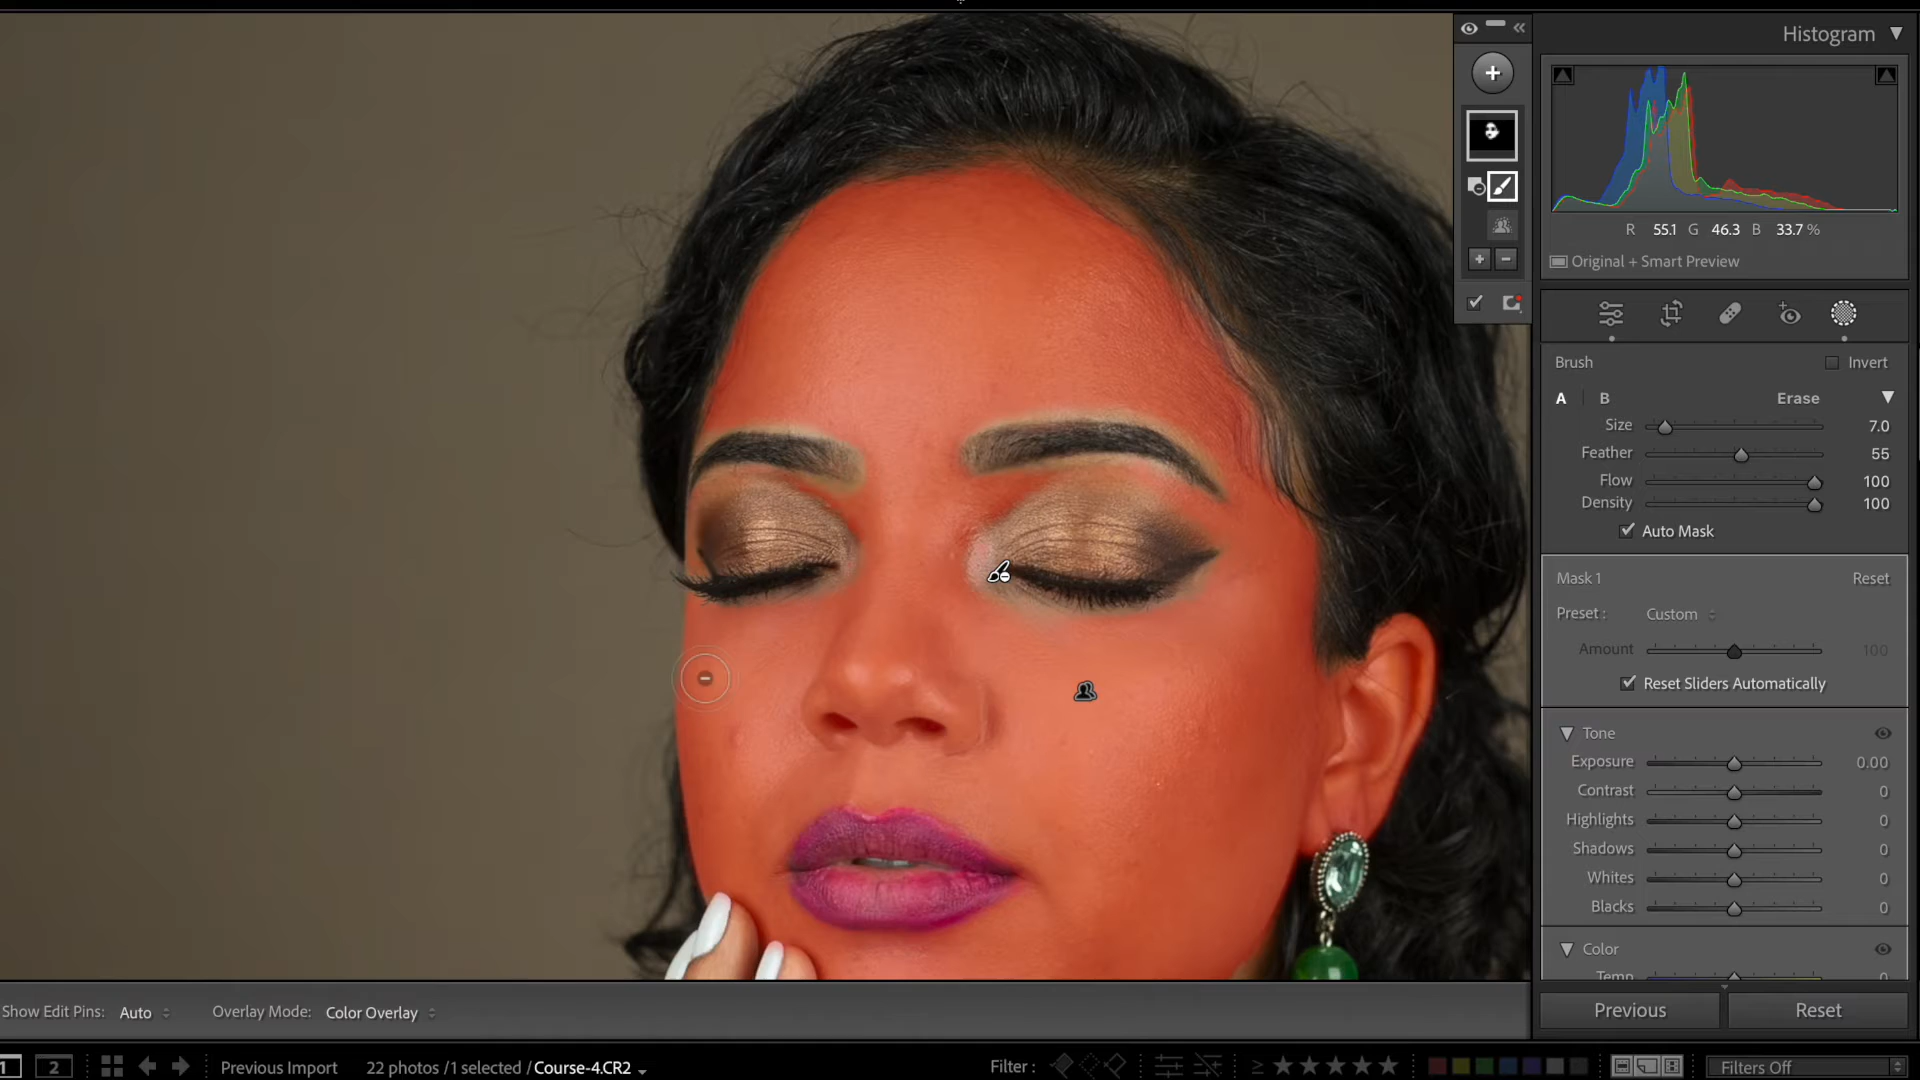 Histogram
R 55.1 G 46.3 B 33.7 %
Original + Smart Preview
Brush Invert
A B Erase
Size 7.0
Feather 55
Flow 100
Density 100
Auto Mask
Mask 1 Reset
Preset : Custom
Amount 100
Reset Sliders Automatically
Tone
Exposure 0.00
Contrast 0
Highlights 0
Shadows 0
Whites 0
Blacks 0
Color
Temp 0
Previous Reset
Show Edit Pins: Auto Overlay Mode: Color Overlay
1 2 Previous Import 22 photos /1 selected / Course-4.CR2 Filter : ≥ Filters Off